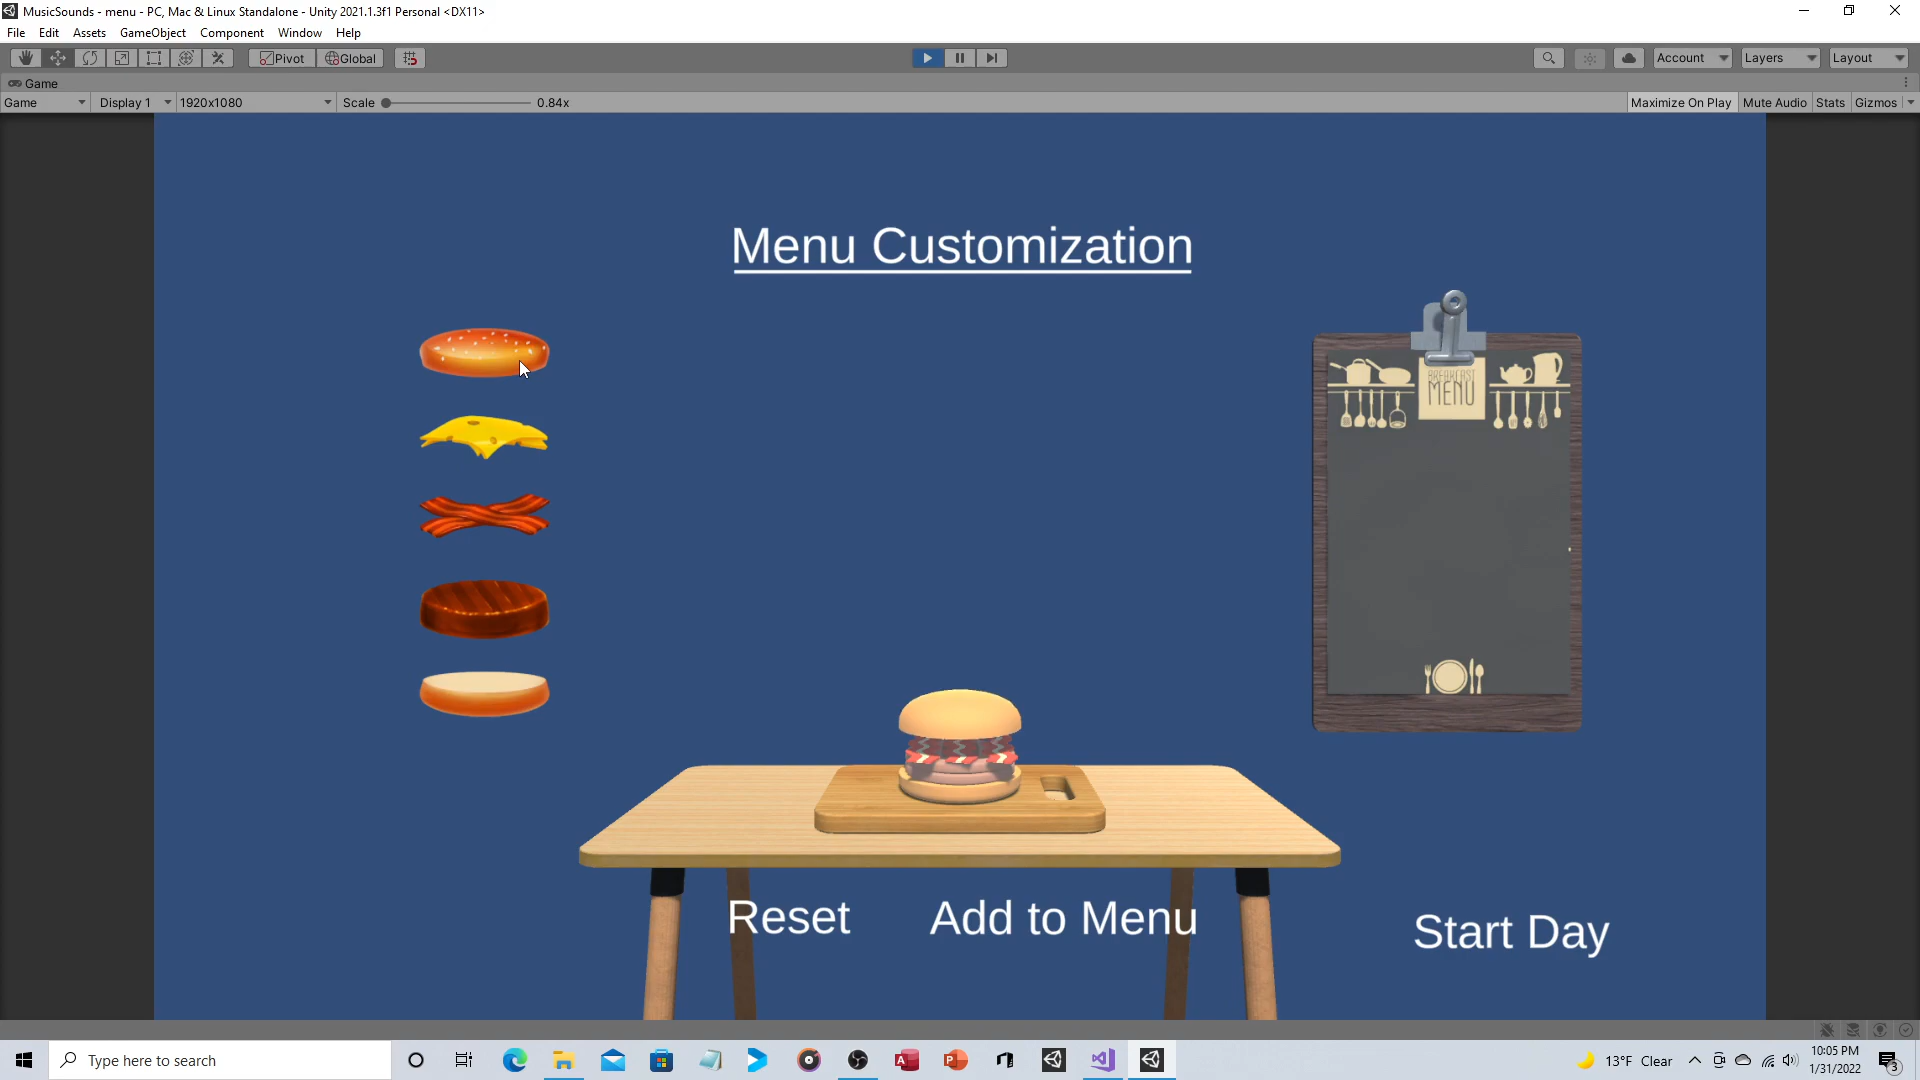 MusicSounds - menu - PC, Mac & Linux Standalone - Unity 2021.1.3f1 Personal <DX11>
File Edit Assets GameObject Component Window Help
Pivot Global Account Layers Layout
Game
Game Display 1 1920x1080 Scale 0.84x Maximize On Play Mute Audio Stats Gizmos
Menu Customization
BREAKFAST
MENU
Reset Add to Menu Start Day
Type here to search
13°F Clear
10:05 PM
1/31/2022
3